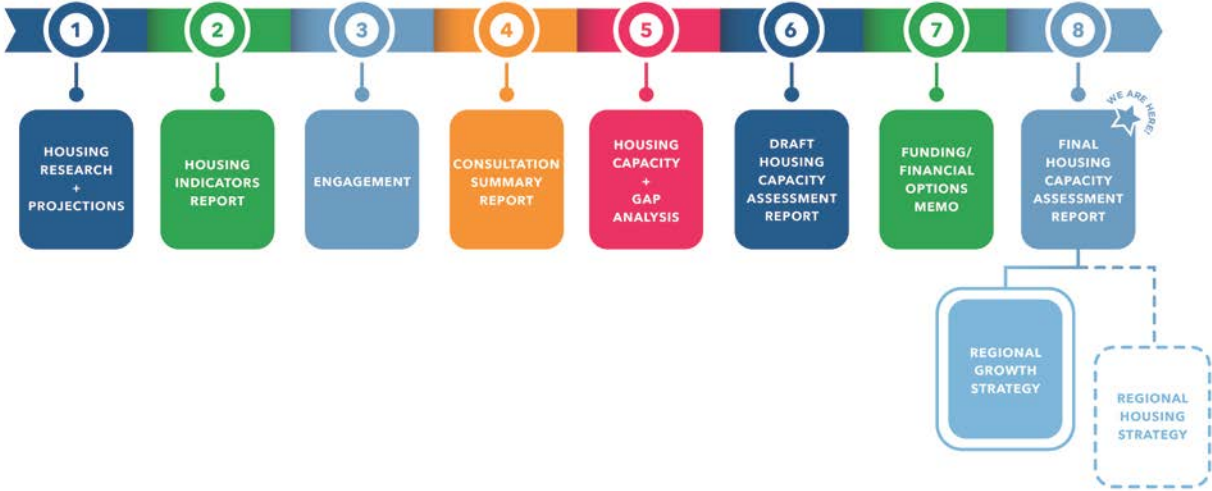 1
2
3
4
5
6
7
8
HOUSING
RESEARCH
+
PROJECTIONS
HOUSING
INDICATORS
REPORT
ENGAGEMENT
CONSULTATION
SUMMARY
REPORT
HOUSING
CAPACITY
+
GAP
ANALYSIS
DRAFT
HOUSING
CAPACITY
ASSESSMENT
REPORT
FUNDING/
FINANCIAL
OPTIONS
MEMO
WE ARE HERE!
FINAL
HOUSING
CAPACITY
ASSESSMENT
REPORT
REGIONAL
GROWTH
STRATEGY
REGIONAL
HOUSING
STRATEGY